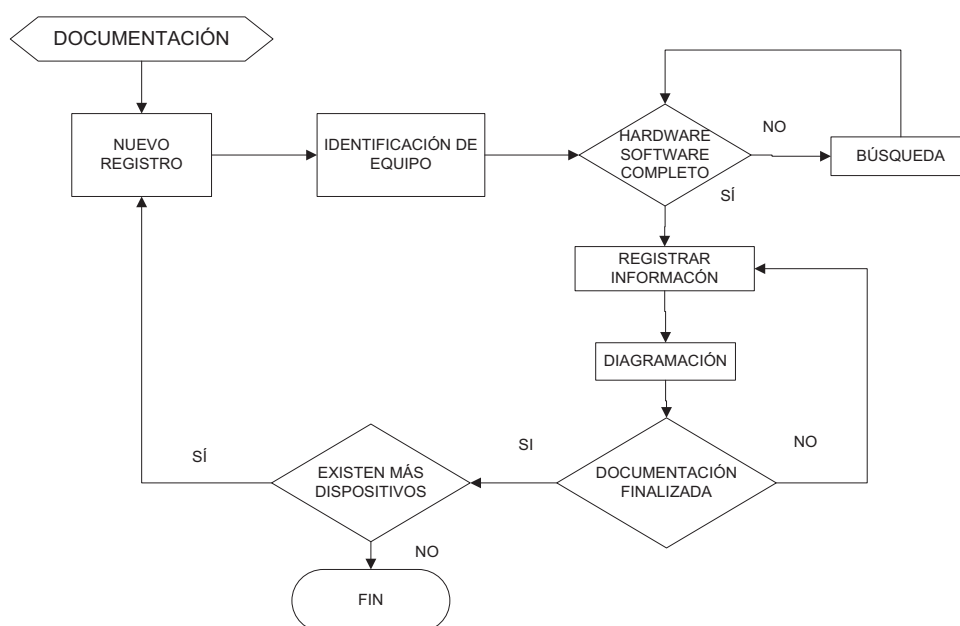 DOCUMENTACIÓN
NUEVO
REGISTRO
IDENTIFICACIÓN DE
EQUIPO
HARDWARE
SOFTWARE
COMPLETO
NO
BÚSQUEDA
SÍ
REGISTRAR
INFORMACÓN
DIAGRAMACIÓN
DOCUMENTACIÓN
FINALIZADA
NO
SI
EXISTEN MÁS
DISPOSITIVOS
SÍ
NO
FIN